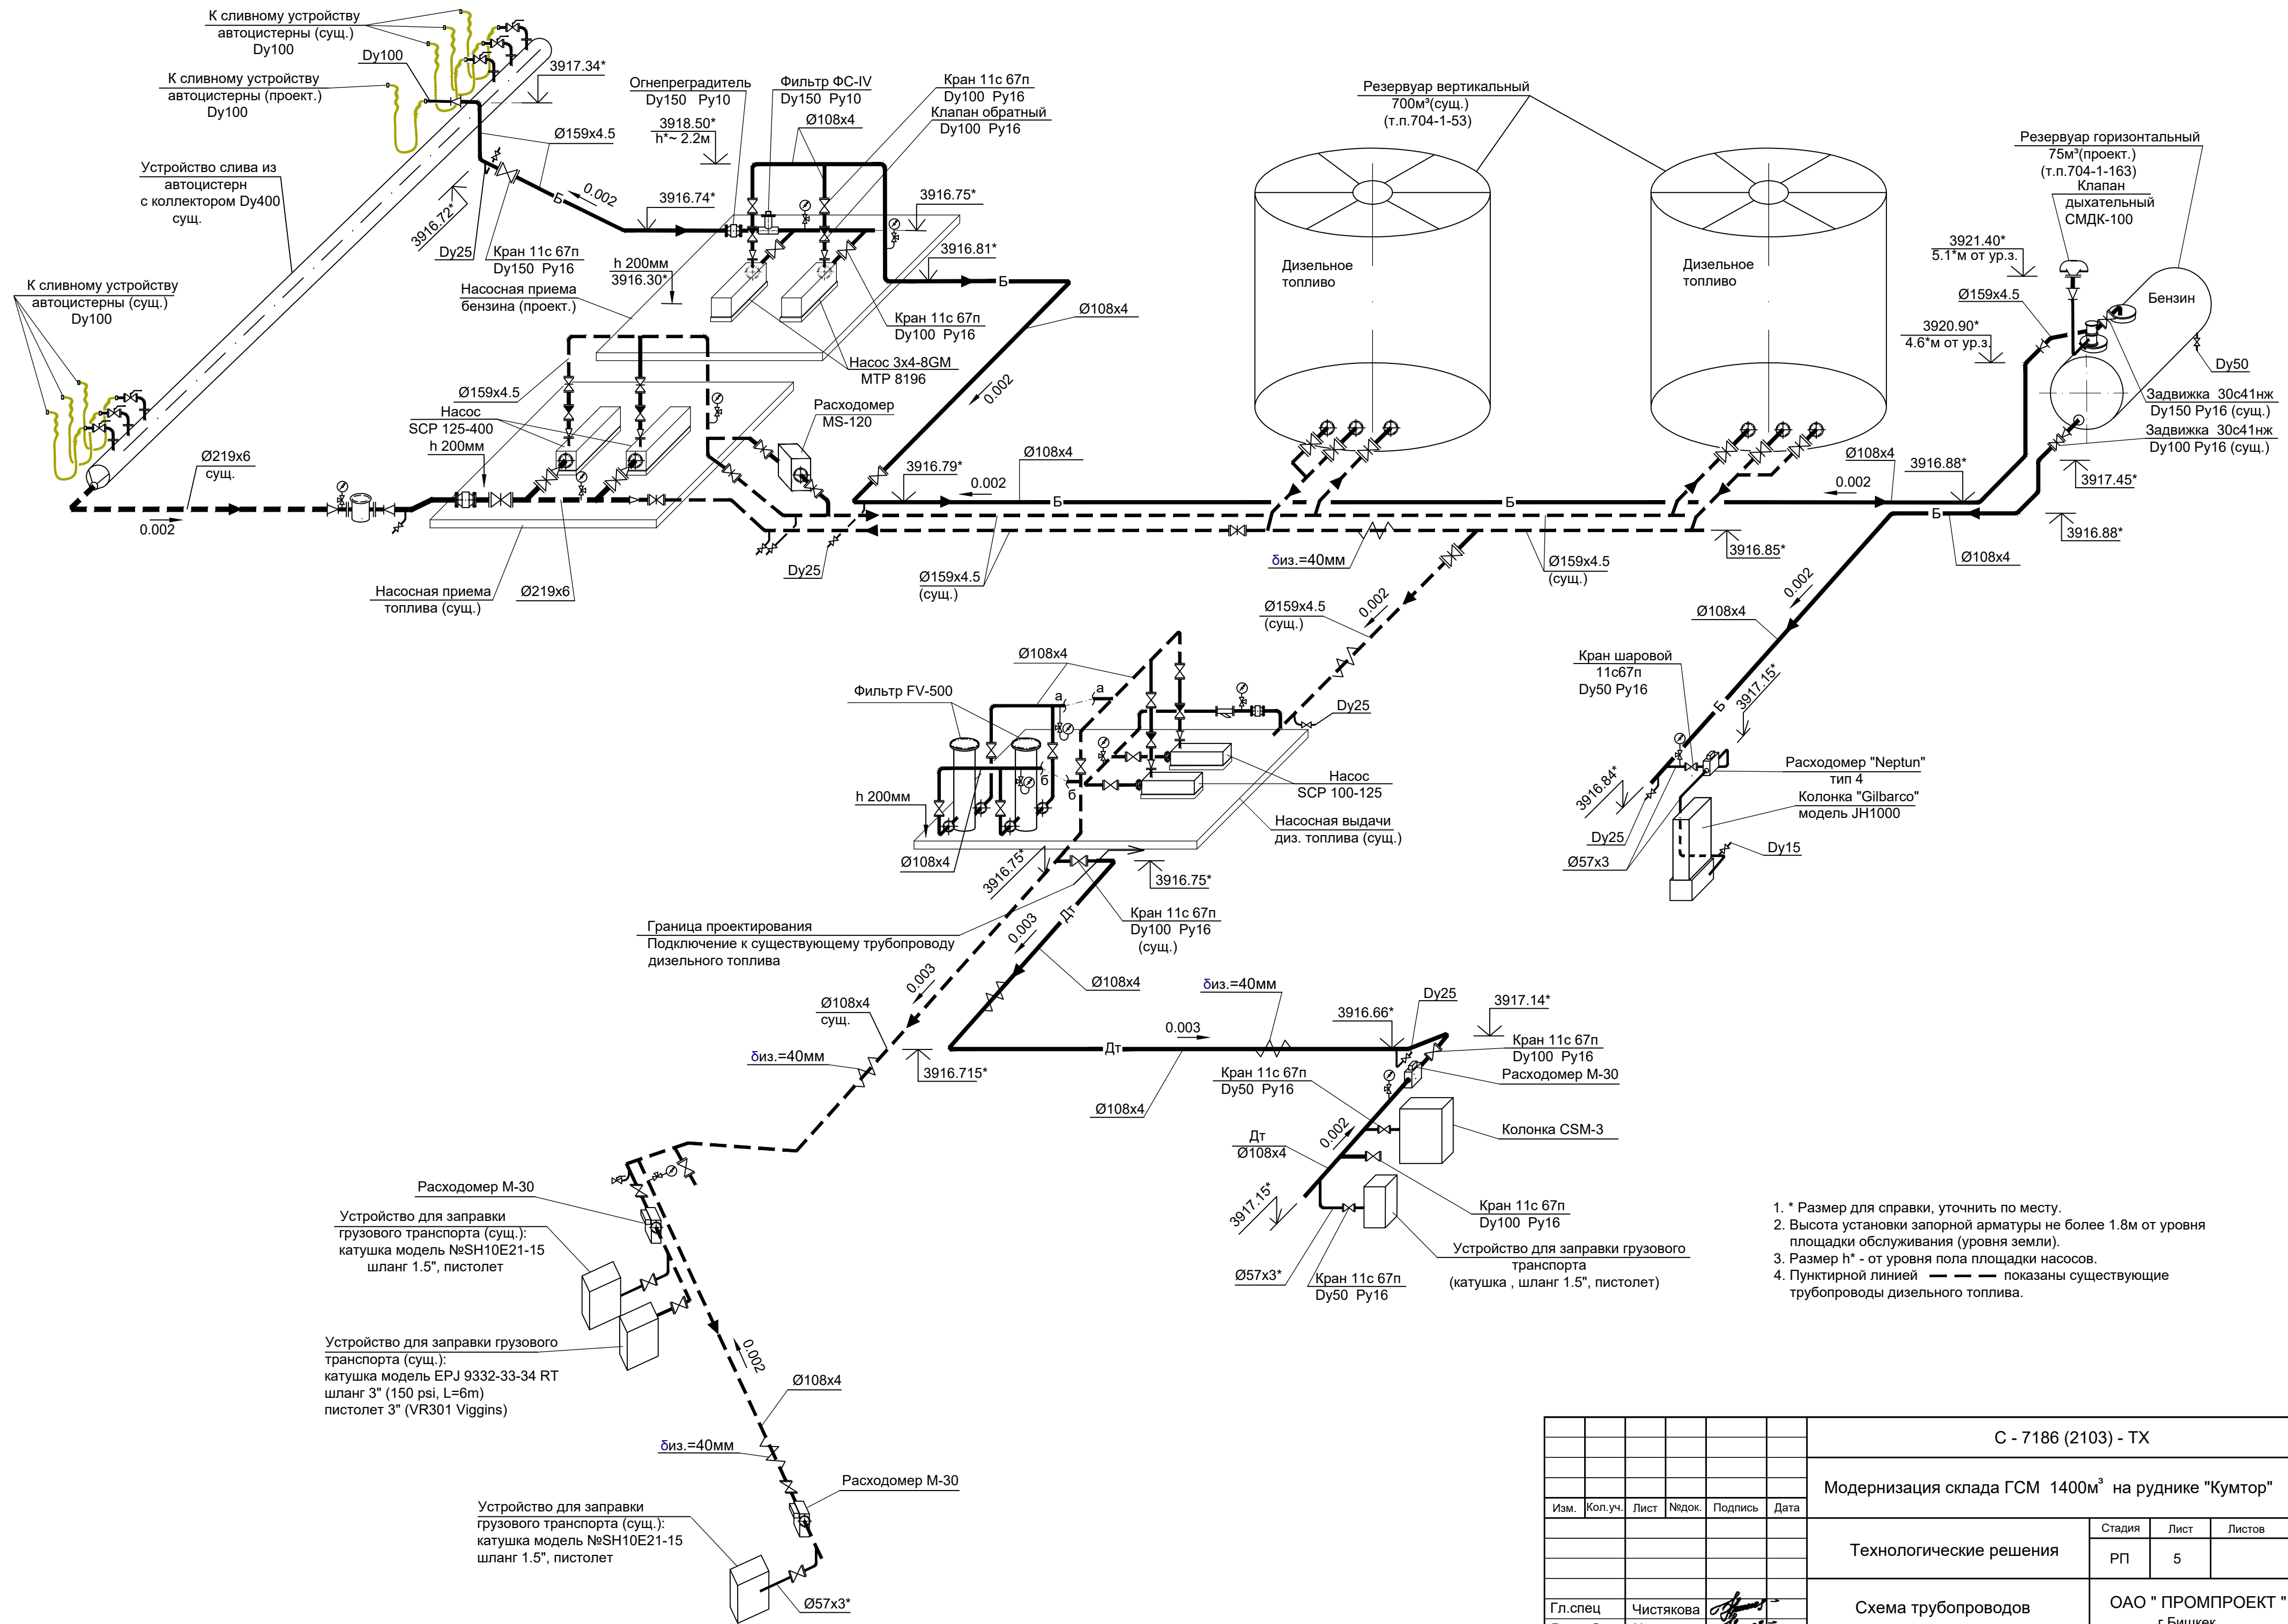 К сливному устройству
автоцистерны (сущ.)
Dy100
Dy100
К сливному устройству
автоцистерны (проект.)
Dy100
3917.34*
Ø159x4.5
Устройство слива из
автоцистерн
с коллектором Dy400
сущ.
3916.72*
Dy25
Кран 11с 67п
Dy150 Py16
Б
0.002
К сливному устройству
автоцистерны (сущ.)
Dy100
Огнепреградитель
Dy150 Py10
3918.50*
h*~ 2.2м
Фильтр ФС-IV
Dy150 Py10
Ø108x4
Кран 11с 67п
Dy100 Py16
Клапан обратный
Dy100 Py16
3916.74*
3916.75*
3916.81*
h 200мм
3916.30*
Насосная приема
бензина (проект.)
Б
Ø108x4
Кран 11с 67п
Dy100 Py16
Насос 3x4-8GM
MTP 8196
0.002
Ø159x4.5
Насос
SCP 125-400
h 200мм
Расходомер
MS-120
Ø219x6
сущ.
0.002
Насосная приема
топлива (сущ.)
Ø219x6
Dy25
3916.79*
0.002
Ø108x4
Б
Б
Ø159x4.5
(сущ.)
Резервуар вертикальный
700м³(сущ.)
(т.п.704-1-53)
Дизельное
топливо
Дизельное
топливо
Резервуар горизонтальный
75м³(проект.)
(т.п.704-1-163)
Клапан
дыхательный
СМДК-100
3921.40*
5.1*м от ур.з.
Ø159x4.5
3920.90*
4.6*м от ур.з.
Бензин
Dy50
Задвижка 30с41нж
Dy150 Py16 (сущ.)
Задвижка 30с41нж
Dy100 Py16 (сущ.)
Ø108x4
0.002
3916.88*
3917.45*
Б
3916.88*
Ø108x4
3916.85*
δиз.=40мм
Ø159x4.5
(сущ.)
Ø159x4.5
(сущ.)
0.002
0.002
Ø108x4
Кран шаровой
11с67п
Dy50 Py16
3917.15*
Б
3916.84*
Расходомер "Neptun"
тип 4
Колонка "Gilbarco"
модель JH1000
Dy25
Ø57x3
Dy15
Ø108x4
Фильтр FV-500
а
а
б
б
Dy25
Насос
SCP 100-125
h 200мм
Насосная выдачи
диз. топлива (сущ.)
Ø108x4
3916.75*
3916.75*
Кран 11с 67п
Dy100 Py16
(сущ.)
Дт
0.003
Граница проектирования
Подключение к существующему трубопроводу
дизельного топлива
Ø108x4
0.003
Ø108x4
сущ.
δиз.=40мм
3916.715*
Дт
0.003
δиз.=40мм
3916.66*
Dy25
3917.14*
Кран 11с 67п
Dy100 Py16
Расходомер М-30
Кран 11с 67п
Dy50 Py16
Ø108x4
Колонка CSM-3
Дт
Ø108x4
0.002
3917.15*
Кран 11с 67п
Dy100 Py16
Устройство для заправки грузового
транспорта
(катушка , шланг 1.5", пистолет)
Ø57x3*
Кран 11с 67п
Dy50 Py16
Расходомер М-30
Устройство для заправки
грузового транспорта (сущ.):
катушка модель №SH10E21-15
шланг 1.5", пистолет
Устройство для заправки грузового
транспорта (сущ.):
катушка модель EPJ 9332-33-34 RT
шланг 3" (150 psi, L=6m)
пистолет 3" (VR301 Viggins)
0.002
Ø108x4
δиз.=40мм
Расходомер М-30
Устройство для заправки
грузового транспорта (сущ.):
катушка модель №SH10E21-15
шланг 1.5", пистолет
Ø57x3*
1. * Размер для справки, уточнить по месту.
2. Высота установки запорной арматуры не более 1.8м от уровня
площадки обслуживания (уровня земли).
3. Размер h* - от уровня пола площадки насосов.
4. Пунктирной линией показаны существующие
трубопроводы дизельного топлива.
С - 7186 (2103) - ТХ
Модернизация склада ГСМ 1400м³ на руднике "Кумтор"
Изм. Кол.уч. Лист №док. Подпись Дата
Технологические решения
Стадия Лист Листов
РП 5
Гл.спец Чистякова
Схема трубопроводов
ОАО " ПРОМПРОЕКТ "
г.Бишкек